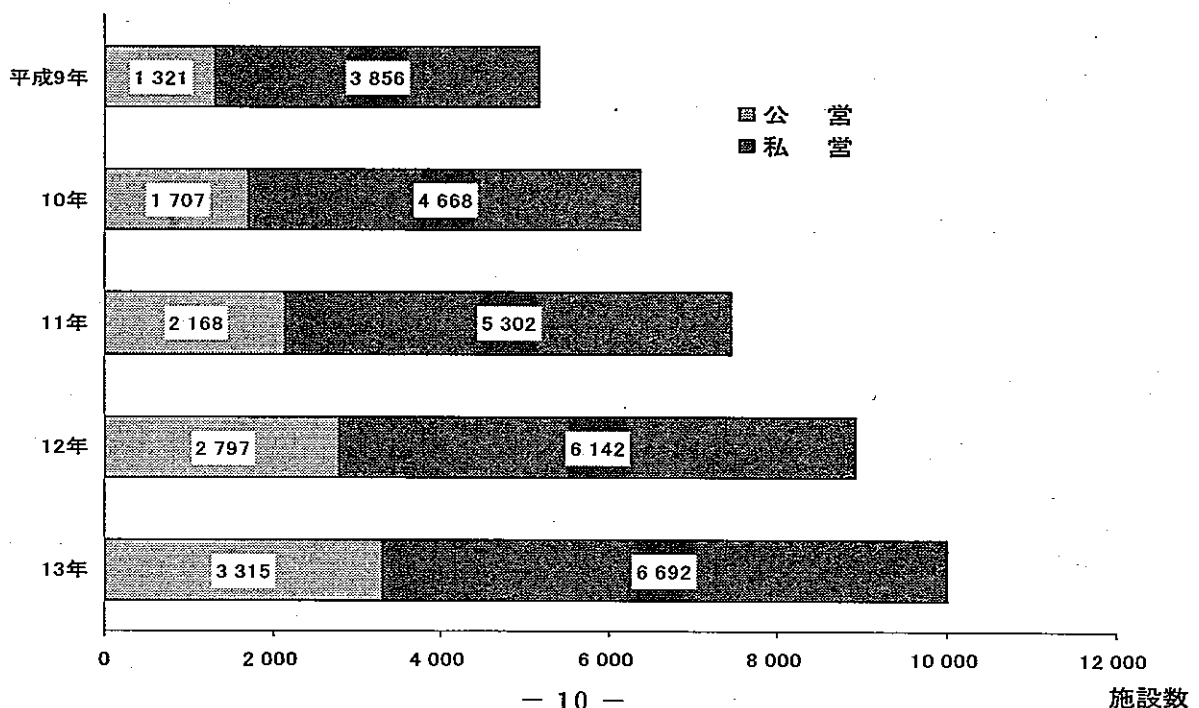 平成9年 1 321 3 856
公 営
私 営
10年 1 707 4 668
11年 2 168 5 302
12年 2 797 6 142
13年 3 315 6 692
0 2 000 4 000 6 000 8 000 10 000 12 000
— 10 — 施設数